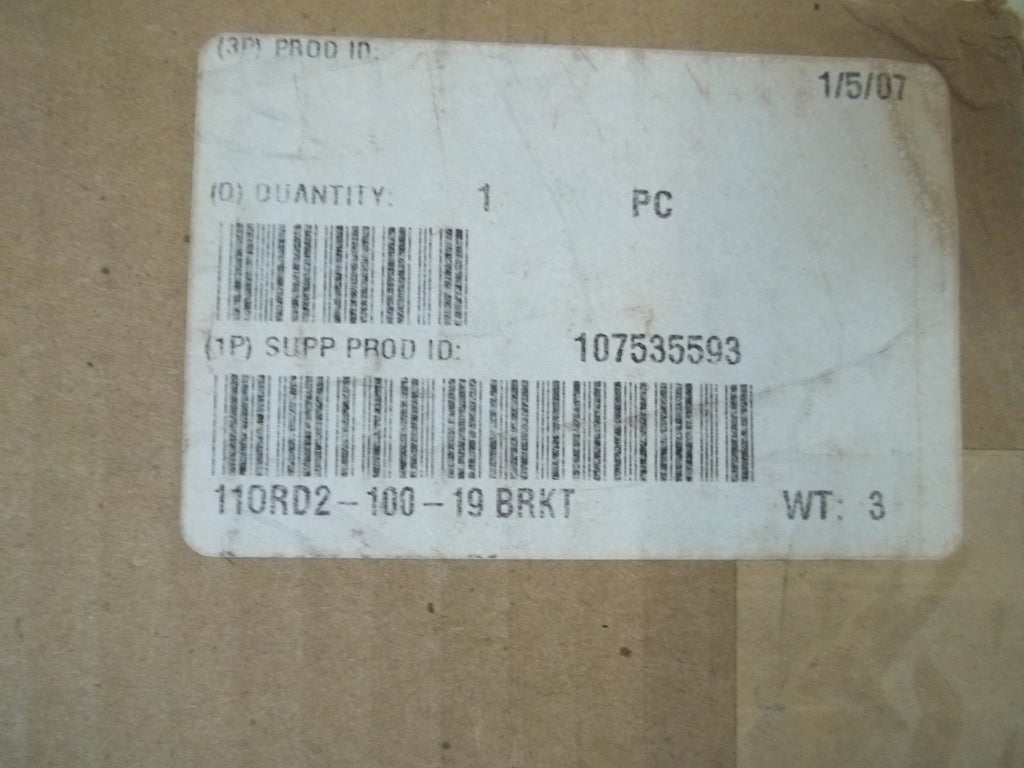 (3P) PROD ID:
1/5/07
(Q) QUANTITY: 1 PC
(1P) SUPP PROD ID: 107535593
110RD2-100-19 BRKT WT: 3